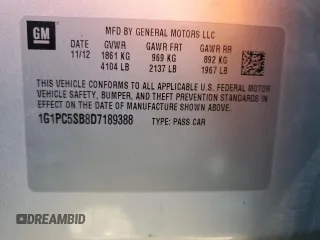 GM
MFD BY GENERAL MOTORS LLC
DATE GVWR GAWR FRT GAWR RR
11/12 1861 KG 969 KG 892 KG
4104 LB 2137 LB 1967 LB
THIS VEHICLE CONFORMS TO ALL APPLICABLE U.S. FEDERAL MOTOR
VEHICLE SAFETY, BUMPER, AND THEFT PREVENTION STANDARDS IN
EFFECT ON THE DATE OF MANUFACTURE SHOWN ABOVE.
1G1PC5SB8D7189388 TYPE: PASS CAR
DREAMBID